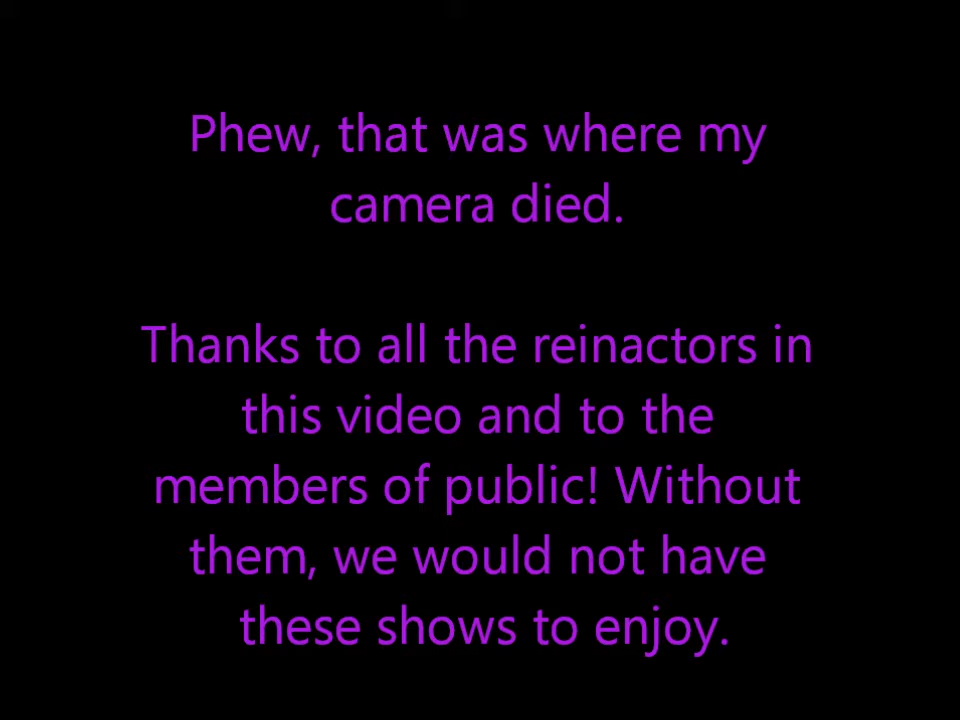 Phew, that was where my
camera died.
Thanks to all the reinactors in
this video and to the
members of public! Without
them, we would not have
these shows to enjoy.